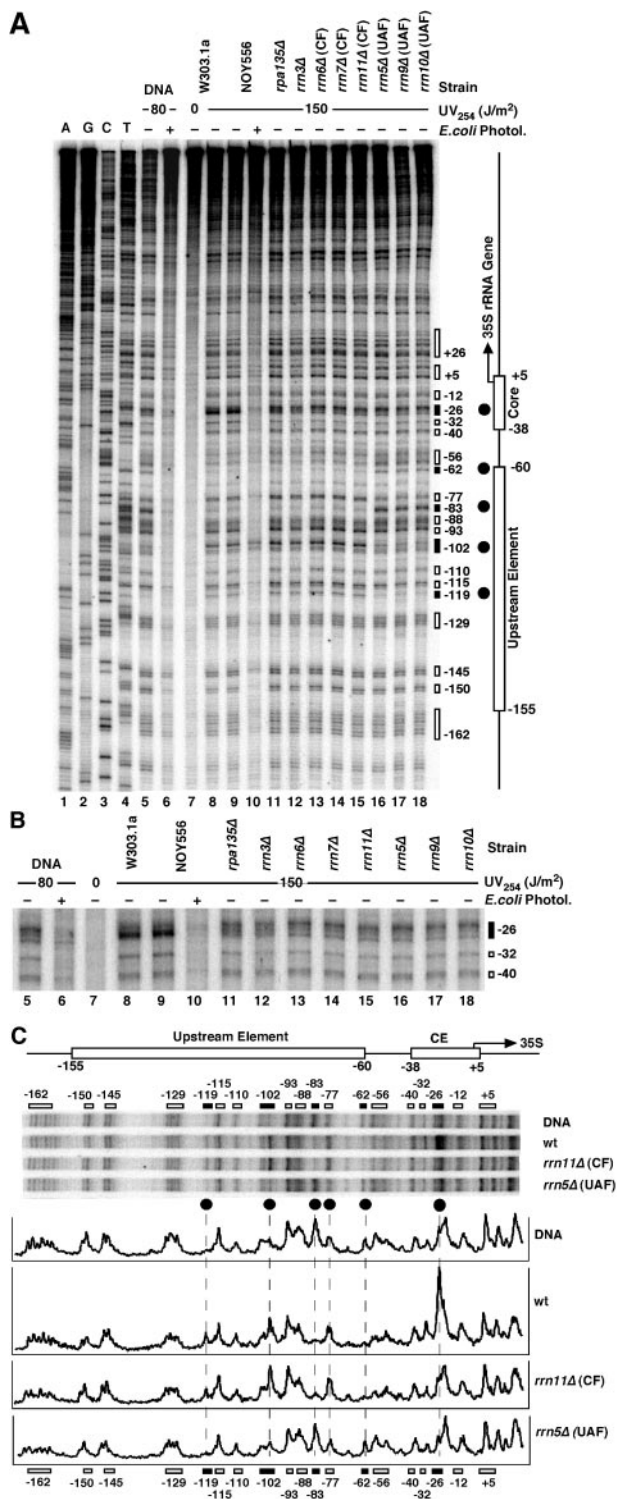 A
W303.1a NOY556 rpa135Δ rrn3Δ rrn6Δ (CF) rrn7Δ (CF) rrn11Δ (CF) rrn5Δ (UAF) rrn9Δ (UAF) rrn10Δ (UAF)
DNA Strain
80 0 150 UV254 (J/m2)
A G C T – + – – – + – – – – – – – – E.coli Photol.
35S rRNA Gene
+26
+5 +5
-12
Core
-26
-32
-38
-40
-56
-60
-62
-77
-83
-88
-93
-102
-110
-115
-119
Upstream Element
-129
-145
-150
-155
-162
1 2 3 4 5 6 7 8 9 10 11 12 13 14 15 16 17 18
B
W303.1a NOY556 rpa135Δ rrn3Δ rrn6Δ rrn7Δ rrn11Δ rrn5Δ rrn9Δ rrn10Δ
DNA Strain
80 0 150 UV254 (J/m2)
– + – – – + – – – – – – – – E.coli Photol.
-26
-32
-40
5 6 7 8 9 10 11 12 13 14 15 16 17 18
C
Upstream Element CE 35S
-155 -60 -38 +5
-115 -93 -83 -32
-162 -150 -145 -129 -119 -110 -102 -88 -77 -62 -56 -40 -26 -12 +5
DNA
wt
rrn11Δ (CF)
rrn5Δ (UAF)
DNA
wt
rrn11Δ (CF)
rrn5Δ (UAF)
-162 -150 -145 -129 -119 -110 -102 -88 -77 -62 -56 -40 -26 -12 +5
-115 -93 -83 -32